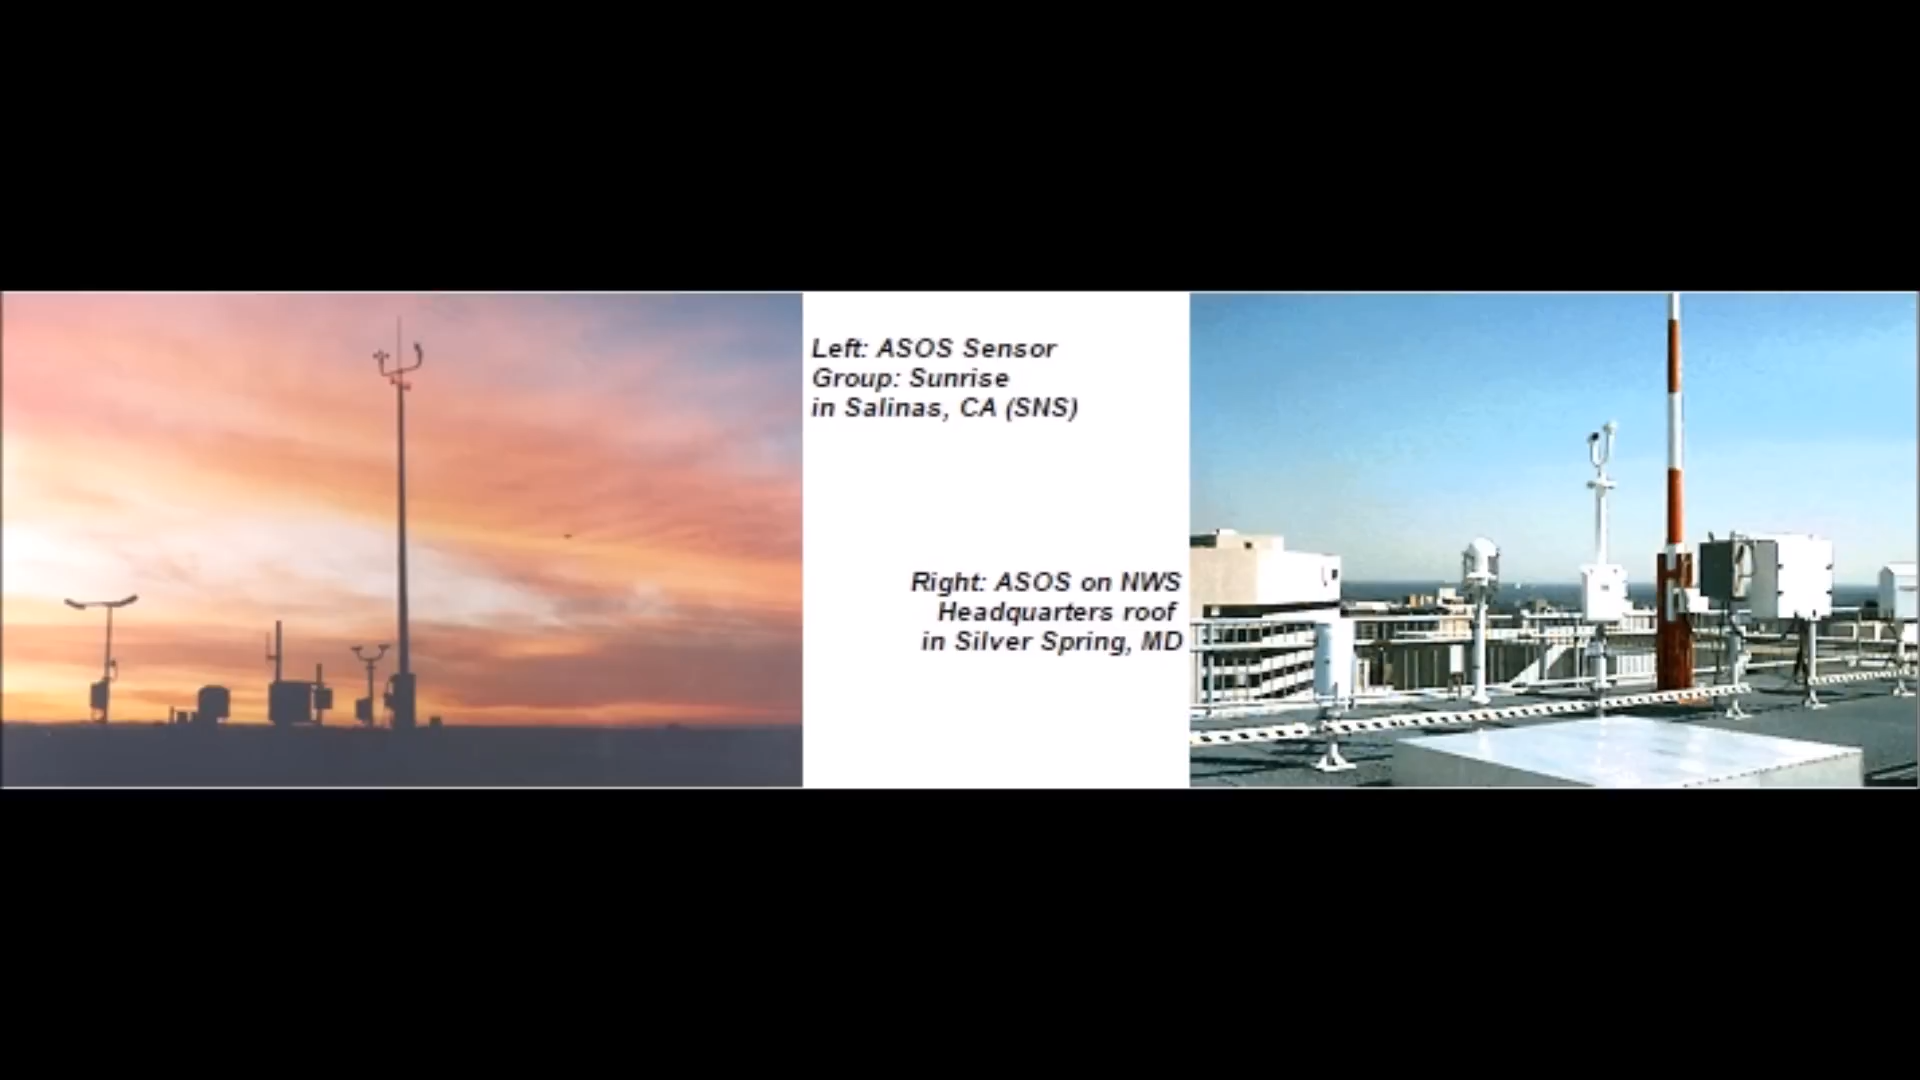 Left: ASOS Sensor
Group: Sunrise
in Salinas, CA (SNS)
Right: ASOS on NWS
Headquarters roof
in Silver Spring, MD